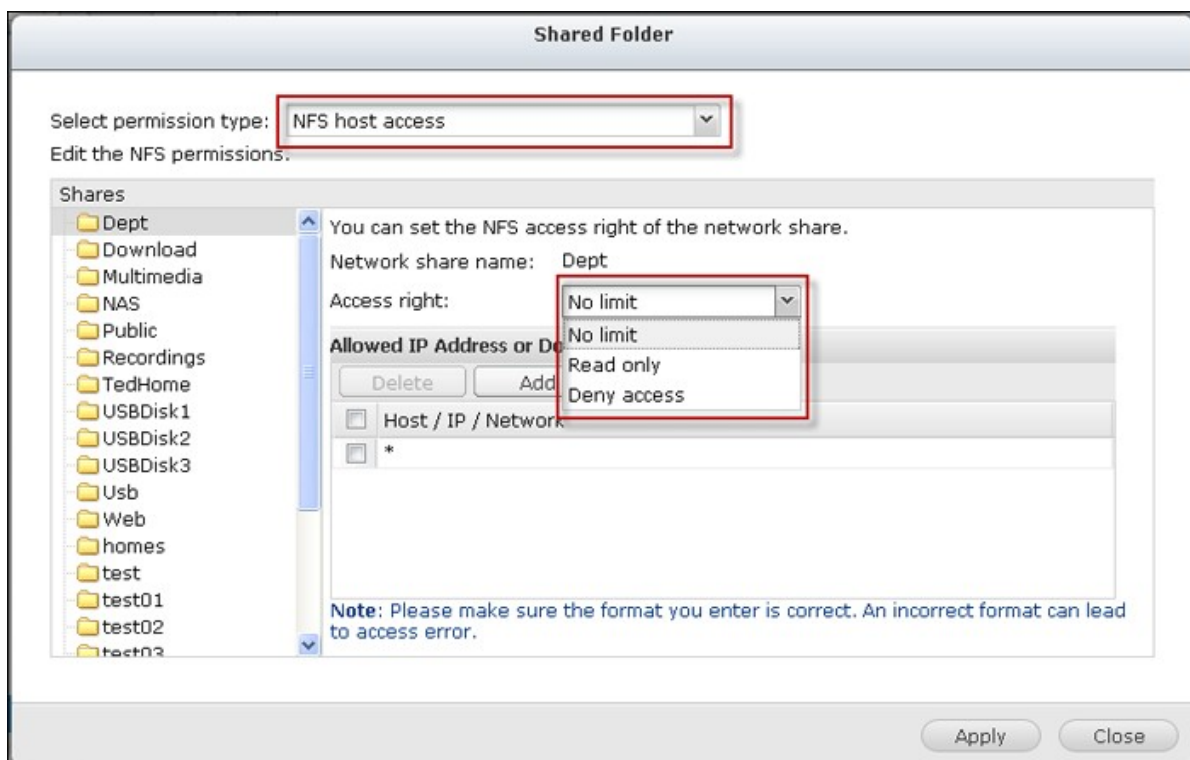 Shared Folder
Select permission type: NFS host access
Edit the NFS permissions.
Shares
Dept
Download
Multimedia
NAS
Public
Recordings
TedHome
USBDisk1
USBDisk2
USBDisk3
Usb
Web
homes
test
test01
test02
test03
You can set the NFS access right of the network share.
Network share name: Dept
Access right: No limit
No limit
Read only
Deny access
Allowed IP Address or Do
Delete Add
Host / IP / Network
*
Note: Please make sure the format you enter is correct. An incorrect format can lead
to access error.
Apply Close